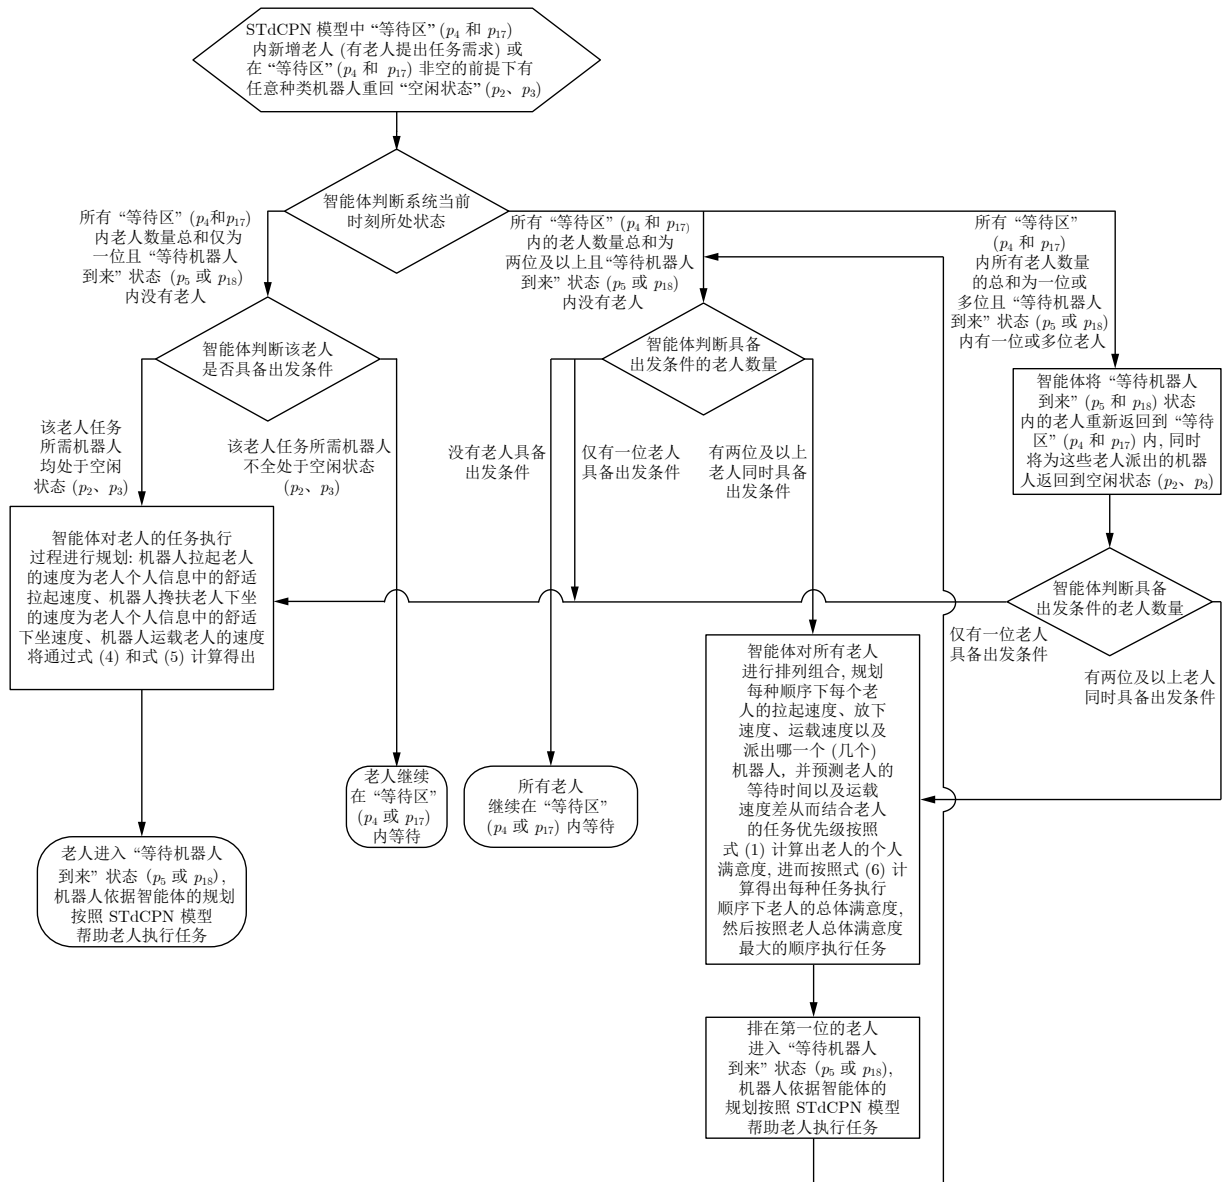 STdCPN 模型中 “等待区” (p4 和 p17)
内新增老人 (有老人提出任务需求) 或
在 “等待区” (p4 和 p17) 非空的前提下有
任意种类机器人重回 “空闲状态” (p2、p3)
智能体判断系统当前
时刻所处状态
所有 “等待区” (p4和p17)
内老人数量总和仅为
一位且 “等待机器人
到来” 状态 (p5 或 p18)
内没有老人
所有 “等待区” (p4 和 p17)
内的老人数量总和为
两位及以上且“等待机器人
到来” 状态 (p5 或 p18)
内没有老人
所有 “等待区”
(p4 和 p17)
内所有老人数量
的总和为一位或
多位且 “等待机器人
到来” 状态 (p5 或 p18)
内有一位或多位老人
智能体判断该老人
是否具备出发条件
智能体判断具备
出发条件的老人数量
智能体将 “等待机器人
到来” (p5 和 p18) 状态
内的老人重新返回到 “等待
区” (p4 和 p17) 内, 同时
将为这些老人派出的机器
人返回到空闲状态 (p2、p3)
该老人任务
所需机器人
均处于空闲
状态 (p2、p3)
该老人任务所需机器人
不全处于空闲状态
(p2、p3)
没有老人具备
出发条件
仅有一位老人
具备出发条件
有两位及以上
老人同时具备
出发条件
智能体对老人的任务执行
过程进行规划: 机器人拉起老人
的速度为老人个人信息中的舒适
拉起速度、机器人搀扶老人下坐
的速度为老人个人信息中的舒适
下坐速度、机器人运载老人的速度
将通过式 (4) 和式 (5) 计算得出
智能体判断具备
出发条件的老人数量
仅有一位老人
具备出发条件
有两位及以上老人
同时具备出发条件
智能体对所有老人
进行排列组合, 规划
每种顺序下每个老
人的拉起速度、放下
速度、运载速度以及
派出哪一个 (几个)
机器人, 并预测老人的
等待时间以及运载
速度差从而结合老人
的任务优先级按照
式 (1) 计算出老人的个人
满意度, 进而按照式 (6) 计
算得出每种任务执行
顺序下老人的总体满意度,
然后按照老人总体满意度
最大的顺序执行任务
老人继续
在 “等待区”
(p4 或 p17)
内等待
所有老人
继续在 “等待区”
(p4 或 p17) 内等待
老人进入 “等待机器人
到来” 状态 (p5 或 p18),
机器人依据智能体的规划
按照 STdCPN 模型
帮助老人执行任务
排在第一位的老人
进入 “等待机器人
到来” 状态 (p5 或 p18),
机器人依据智能体的
规划按照 STdCPN 模型
帮助老人执行任务